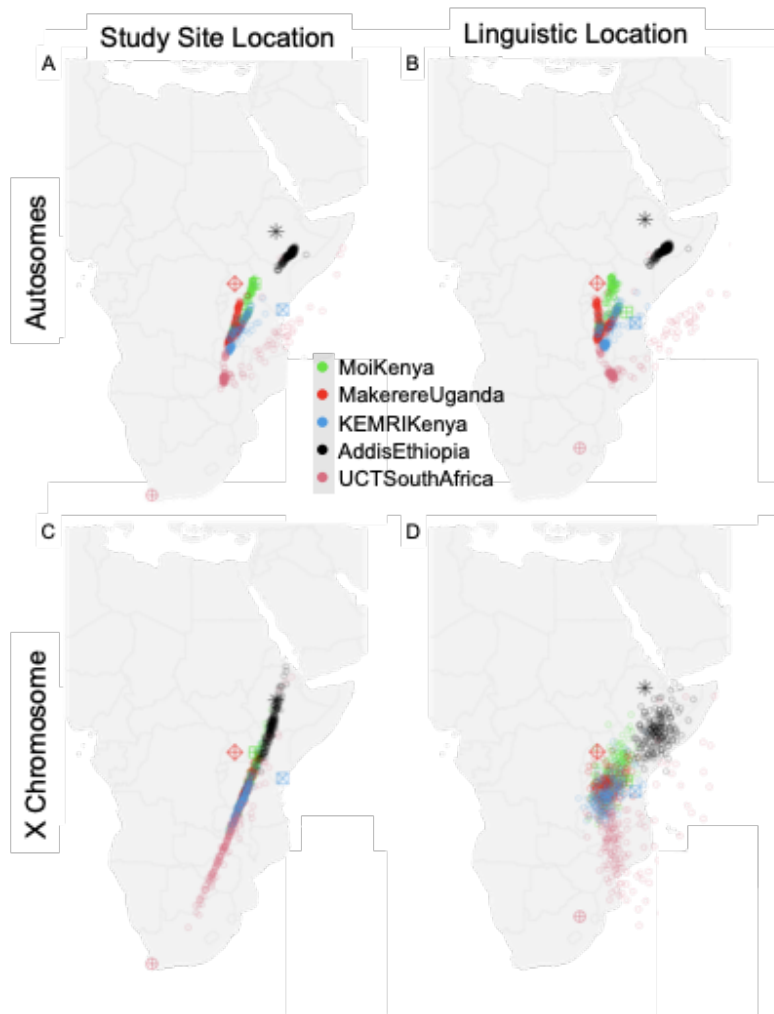 Study Site Location
Linguistic Location
A
B
Autosomes
MoiKenya
MakerereUganda
KEMRIKenya
AddisEthiopia
UCTSouthAfrica
C
D
X Chromosome